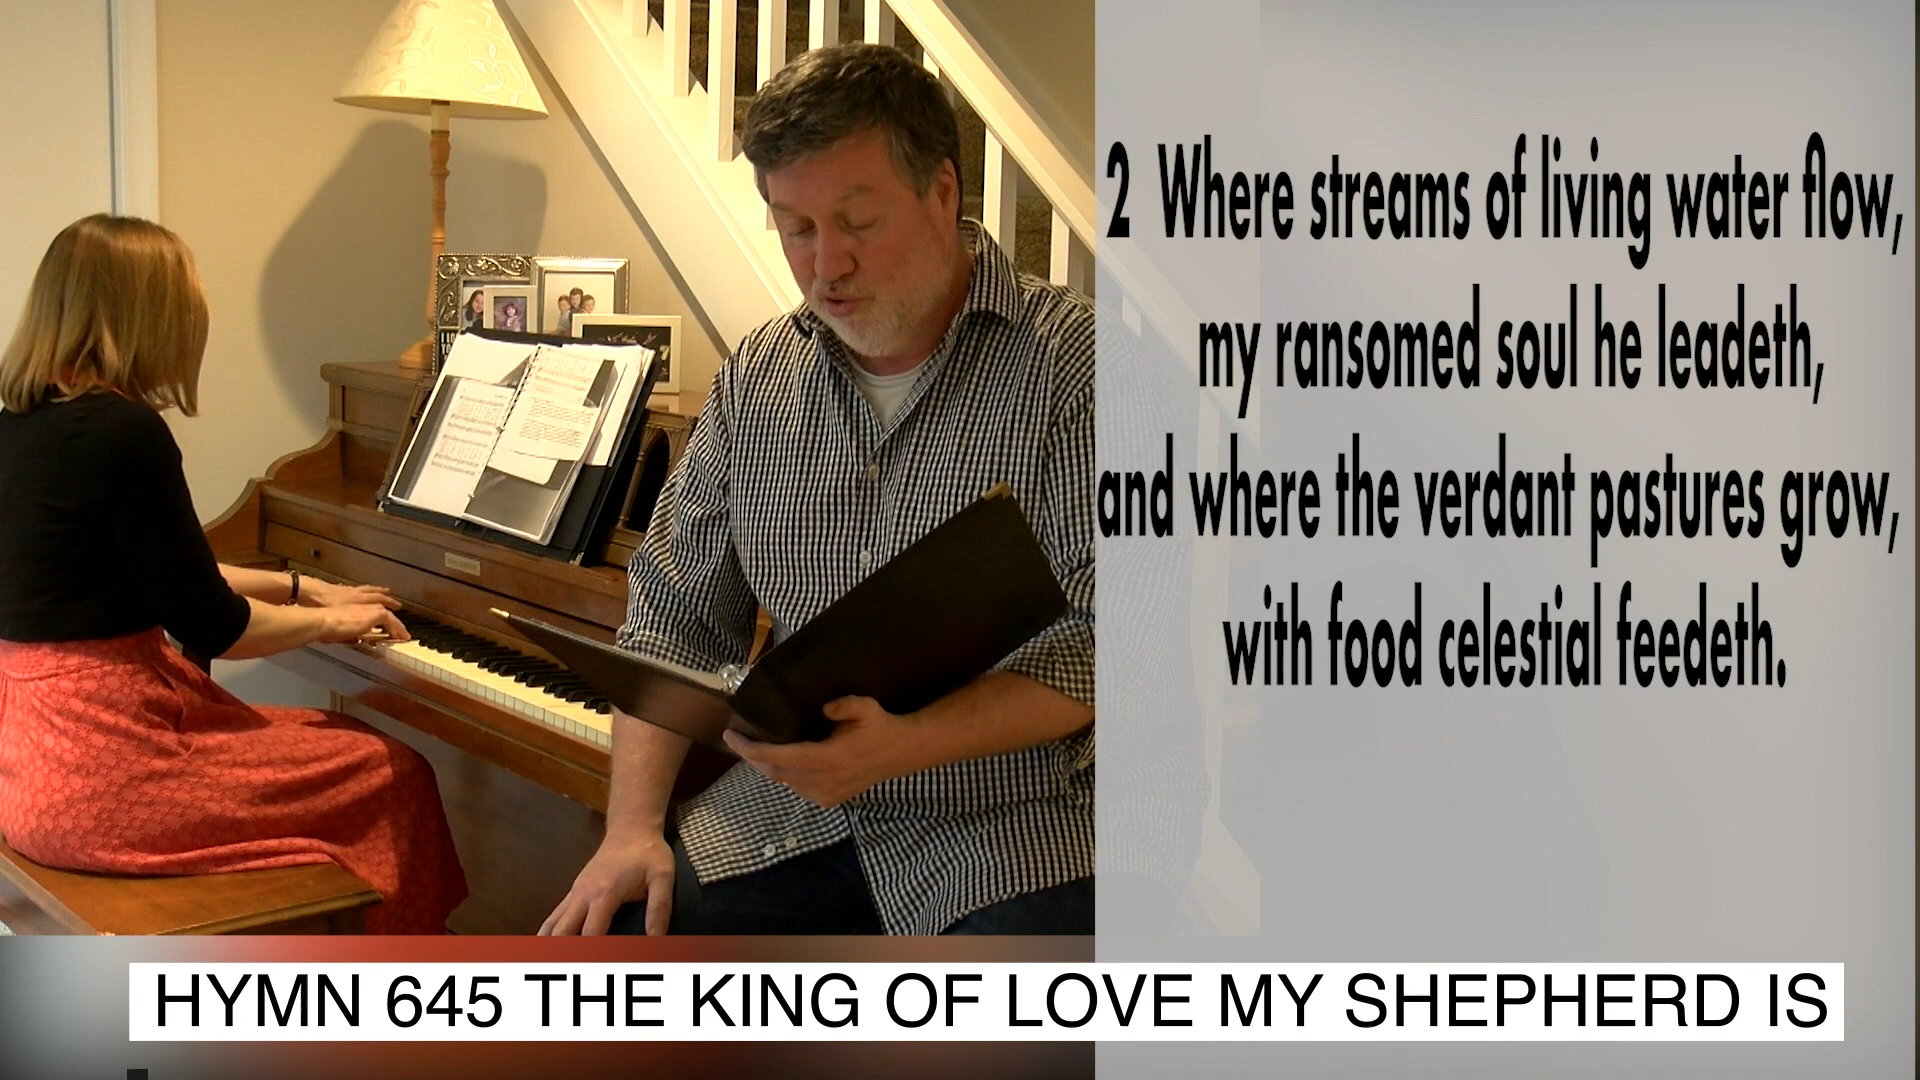 2 Where streams of living water flow,
my ransomed soul he leadeth,
and where the verdant pastures grow,
with food celestial feedeth.
HYMN 645 THE KING OF LOVE MY SHEPHERD IS